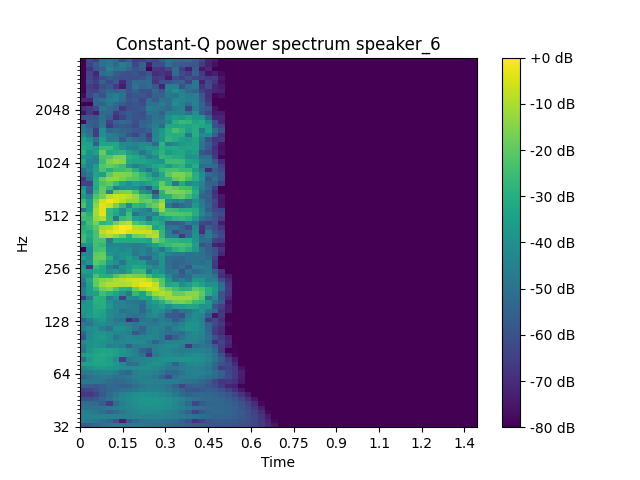 Constant-Q power spectrum speaker_6
Hz
2048
1024
512
256
128
64
32
0 0.15 0.3 0.45 0.6 0.75 0.9 1.1 1.2 1.4
Time
+0 dB
-10 dB
-20 dB
-30 dB
-40 dB
-50 dB
-60 dB
-70 dB
-80 dB